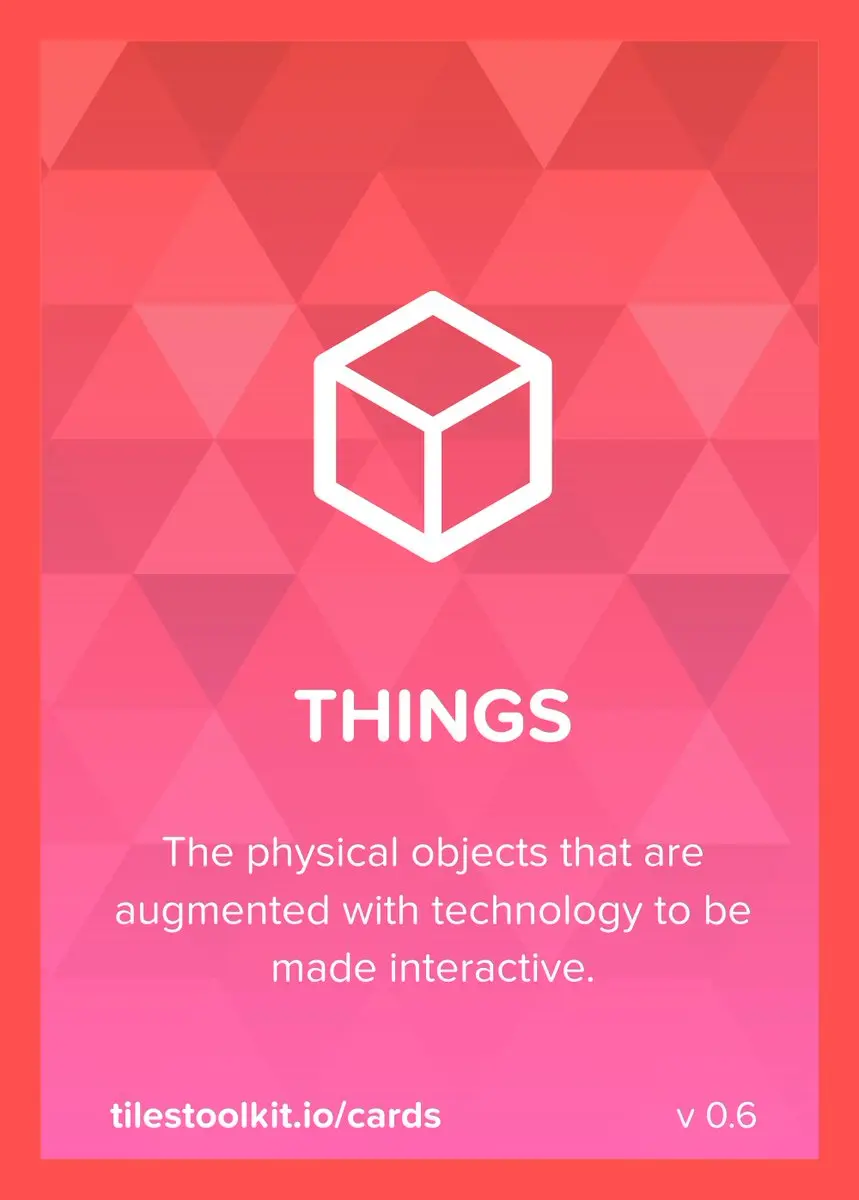 THINGS
The physical objects that are
augmented with technology to be
made interactive.
tilestoolkit.io/cards
v 0.6